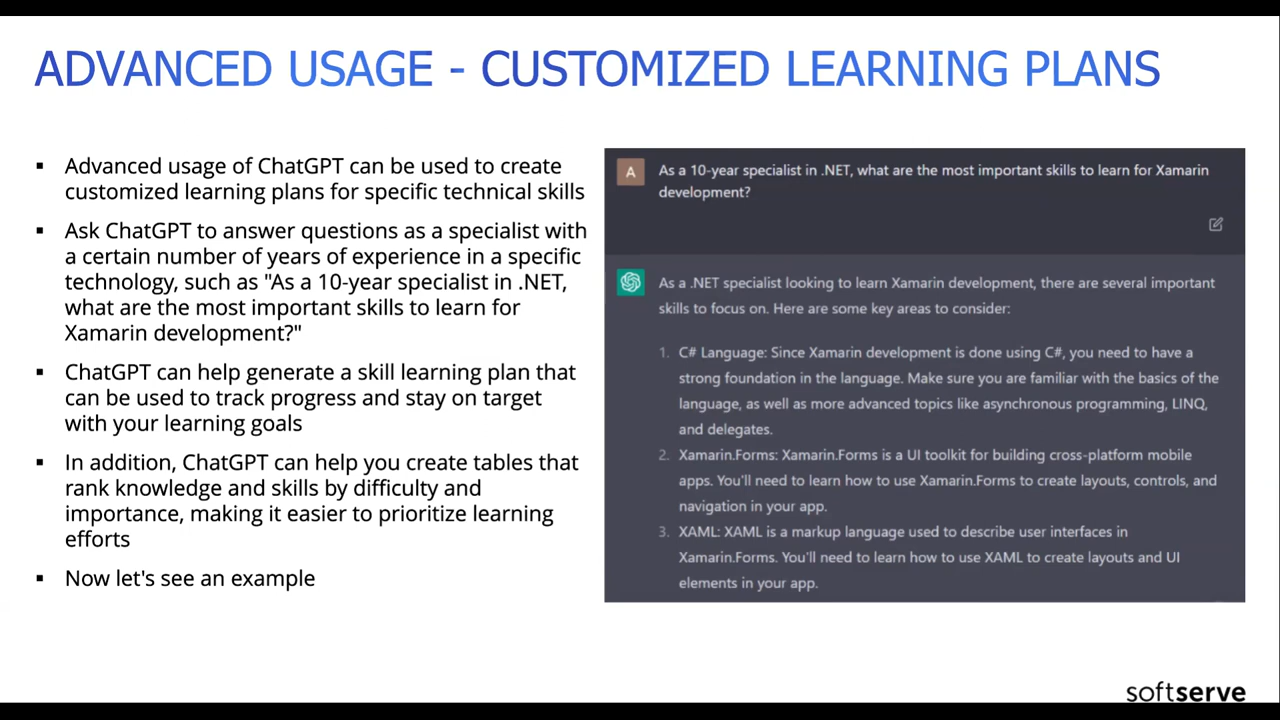 ADVANCED USAGE - CUSTOMIZED LEARNING PLANS
▪ Advanced usage of ChatGPT can be used to create
customized learning plans for specific technical skills
▪ Ask ChatGPT to answer questions as a specialist with
a certain number of years of experience in a specific
technology, such as "As a 10-year specialist in .NET,
what are the most important skills to learn for
Xamarin development?"
▪ ChatGPT can help generate a skill learning plan that
can be used to track progress and stay on target
with your learning goals
▪ In addition, ChatGPT can help you create tables that
rank knowledge and skills by difficulty and
importance, making it easier to prioritize learning
efforts
▪ Now let's see an example
A
As a 10-year specialist in .NET, what are the most important skills to learn for Xamarin
development?
As a .NET specialist looking to learn Xamarin development, there are several important
skills to focus on. Here are some key areas to consider:
1. C# Language: Since Xamarin development is done using C#, you need to have a
strong foundation in the language. Make sure you are familiar with the basics of the
language, as well as more advanced topics like asynchronous programming, LINQ,
and delegates.
2. Xamarin.Forms: Xamarin.Forms is a UI toolkit for building cross-platform mobile
apps. You'll need to learn how to use Xamarin.Forms to create layouts, controls, and
navigation in your app.
3. XAML: XAML is a markup language used to describe user interfaces in
Xamarin.Forms. You'll need to learn how to use XAML to create layouts and UI
elements in your app.
softserve